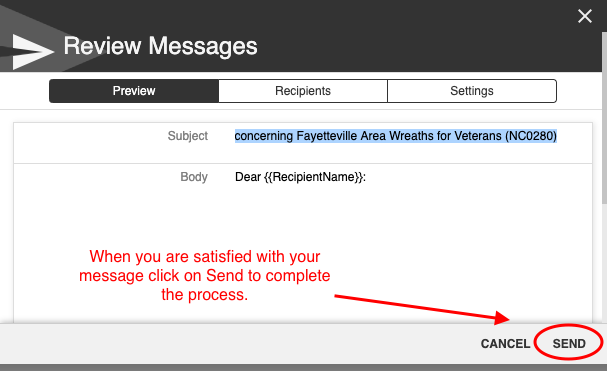 Review Messages
Preview Recipients Settings
Subject concerning Fayetteville Area Wreaths for Veterans (NC0280)
Body Dear {{RecipientName}}:
When you are satisfied with your
message click on Send to complete
the process.
CANCEL SEND